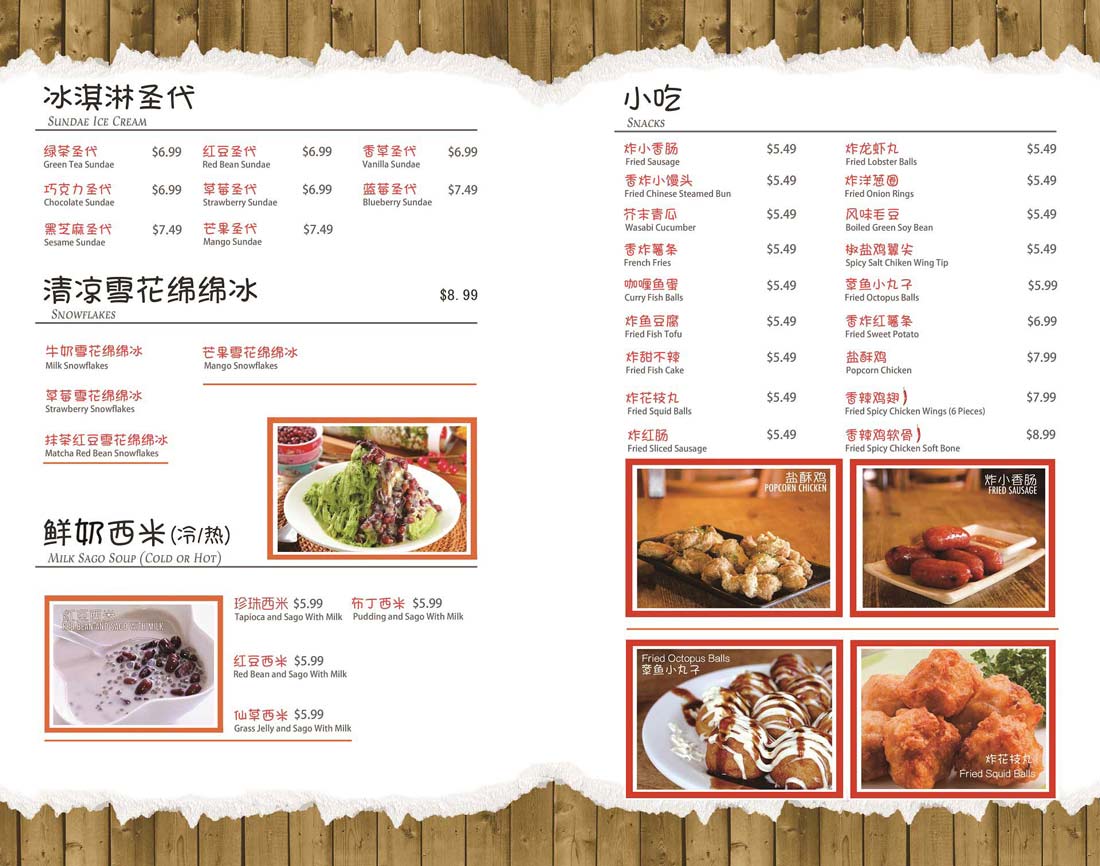 冰淇淋圣代
Sundae Ice Cream
绿茶圣代 $6.99 红豆圣代 $6.99 香草圣代 $6.99
Green Tea Sundae Red Bean Sundae Vanilla Sundae
巧克力圣代 $6.99 草莓圣代 $6.99 蓝莓圣代 $7.49
Chocolate Sundae Strawberry Sundae Blueberry Sundae
黑芝麻圣代 $7.49 芒果圣代 $7.49
Sesame Sundae Mango Sundae
清凉雪花绵绵冰 $8.99
Snowflakes
牛奶雪花绵绵冰 芒果雪花绵绵冰
Milk Snowflakes Mango Snowflakes
草莓雪花绵绵冰
Strawberry Snowflakes
抹茶红豆雪花绵绵冰
Matcha Red Bean Snowflakes
鲜奶西米(冷/热)
Milk Sago Soup (Cold or Hot)
红豆西米
RED BEAN AND SAGO WITH MILK
珍珠西米 $5.99 布丁西米 $5.99
Tapioca and Sago With Milk Pudding and Sago With Milk
红豆西米 $5.99
Red Bean and Sago With Milk
仙草西米 $5.99
Grass Jelly and Sago With Milk
小吃
Snacks
炸小香肠 $5.49 炸龙虾丸 $5.49
Fried Sausage Fried Lobster Balls
香炸小馒头 $5.49 炸洋葱圈 $5.49
Fried Chinese Steamed Bun Fried Onion Rings
芥末青瓜 $5.49 风味毛豆 $5.49
Wasabi Cucumber Boiled Green Soy Bean
香炸薯条 $5.49 椒盐鸡翼尖 $5.49
French Fries Spicy Salt Chiken Wing Tip
咖喱鱼蛋 $5.49 章鱼小丸子 $5.99
Curry Fish Balls Fried Octopus Balls
炸鱼豆腐 $5.49 香炸红薯条 $6.99
Fried Fish Tofu Fried Sweet Potato
炸甜不辣 $5.49 盐酥鸡 $7.99
Fried Fish Cake Popcorn Chicken
炸花枝丸 $5.49 香辣鸡翅 $7.99
Fried Squid Balls Fried Spicy Chicken Wings (6 Pieces)
炸红肠 $5.49 香辣鸡软骨 $8.99
Fried Sliced Sausage Fried Spicy Chicken Soft Bone
盐酥鸡
POPCORN CHICKEN
炸小香肠
FRIED SAUSAGE
Fried Octopus Balls
章鱼小丸子
炸花枝丸
Fried Squid Balls